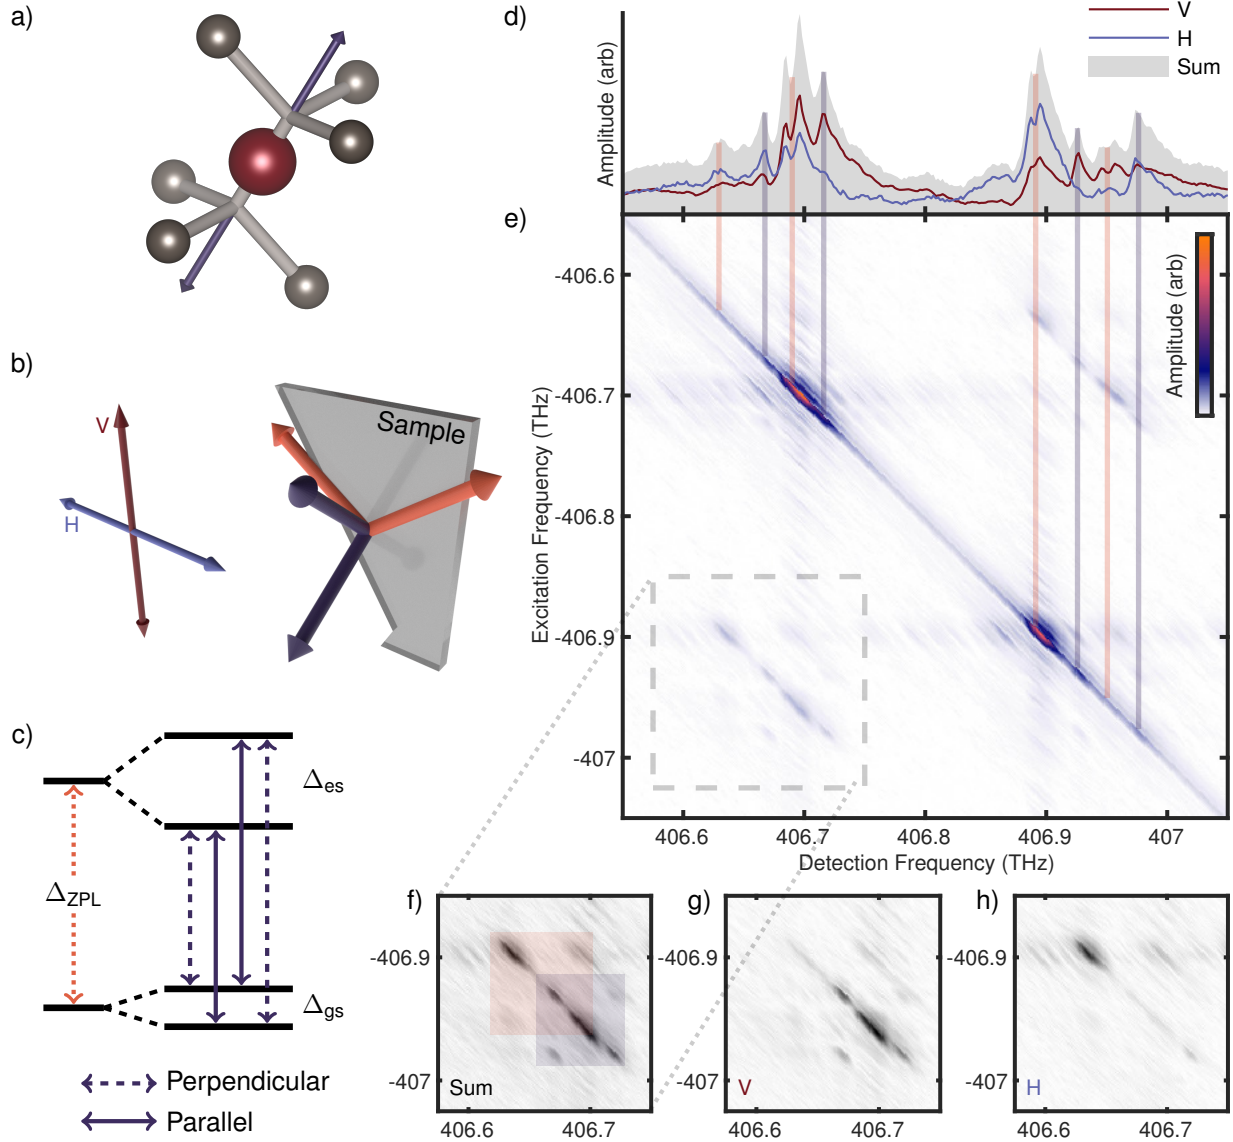 a)
b)
V
H
Sample
c)
Δes
ΔZPL
Δgs
Perpendicular
Parallel
d)
V
H
Sum
Amplitude (arb)
e)
Amplitude (arb)
Excitation Frequency (THz)
-406.6
-406.7
-406.8
-406.9
-407
406.6
406.7
406.8
406.9
407
Detection Frequency (THz)
f)
-406.9
-407
Sum
406.6
406.7
g)
-406.9
-407
V
406.6
406.7
h)
-406.9
-407
H
406.6
406.7